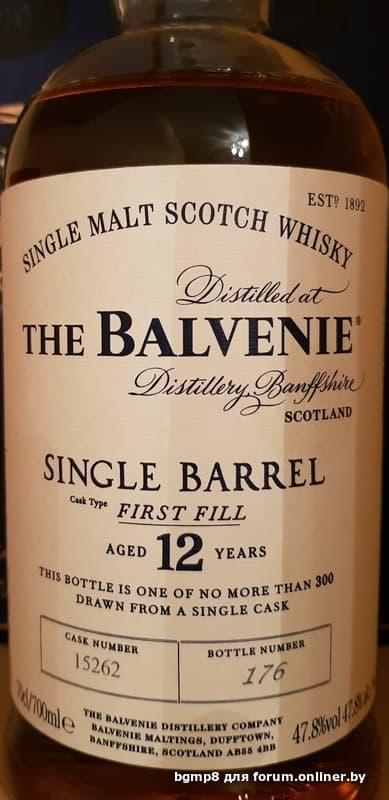 ESTD 1892
SINGLE MALT SCOTCH WHISKY
Distilled at
THE BALVENIE®
Distillery, Banffshire
SCOTLAND
SINGLE BARREL
Cask Type FIRST FILL
AGED 12 YEARS
THIS BOTTLE IS ONE OF NO MORE THAN 300
DRAWN FROM A SINGLE CASK
CASK NUMBER
15262
BOTTLE NUMBER
176
70cl/700ml e
THE BALVENIE DISTILLERY COMPANY
BALVENIE MALTINGS, DUFFTOWN,
BANFFSHIRE, SCOTLAND AB55 4BB
47.8%vol 47.8%
bgmp8 для forum.onliner.by